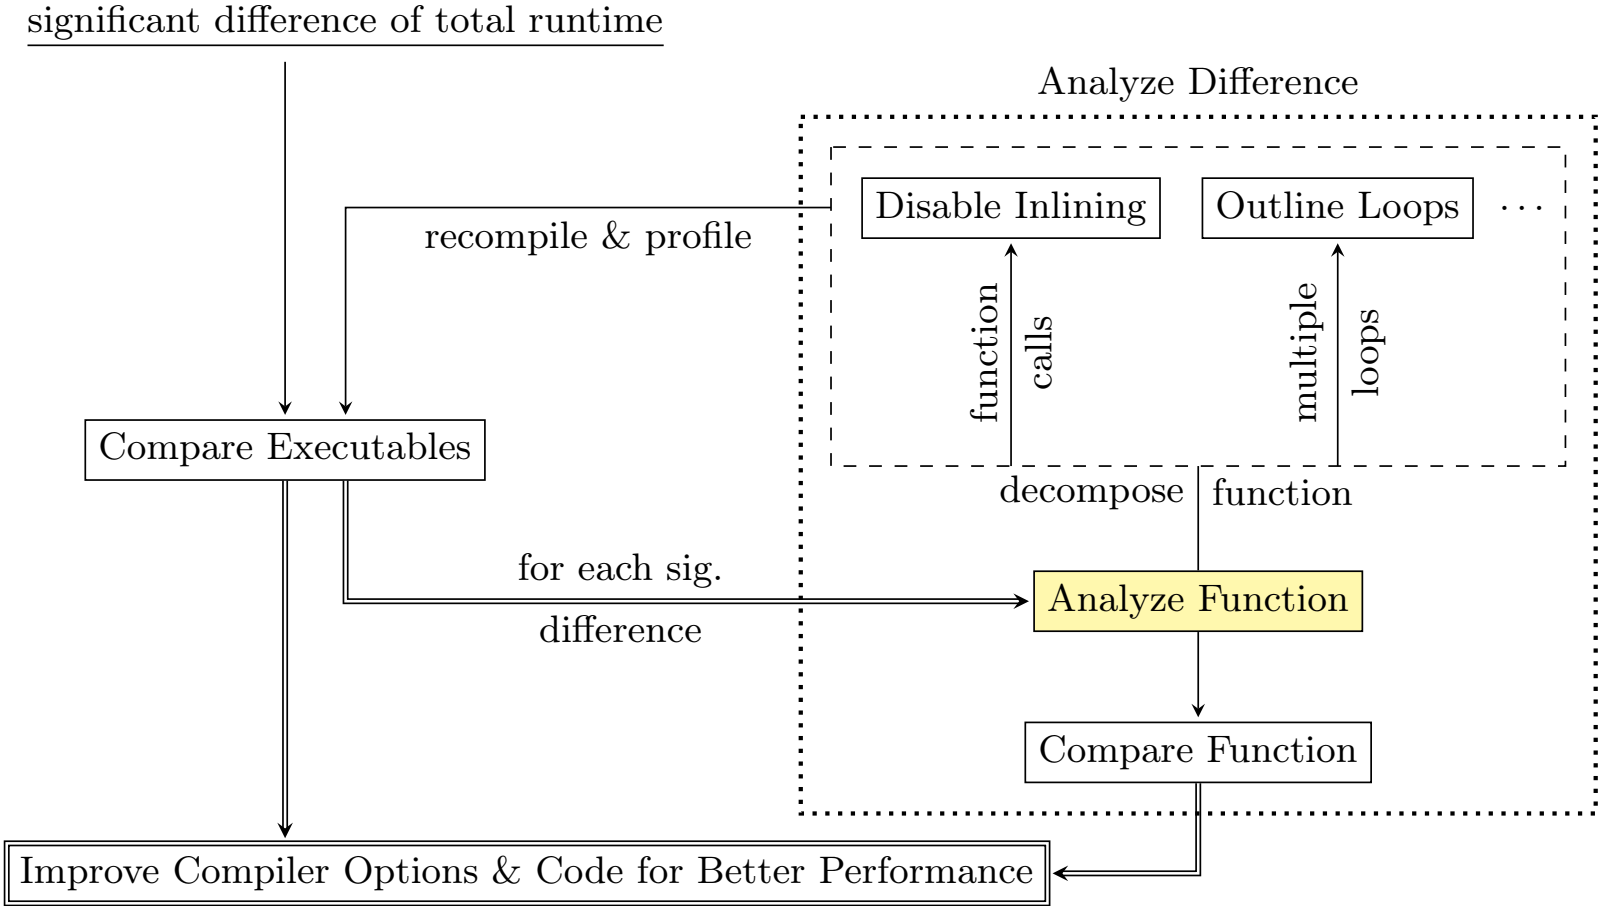 significant difference of total runtime
Analyze Difference
Disable Inlining
Outline Loops
...
recompile & profile
function
calls
multiple
loops
Compare Executables
decompose
function
for each sig.
difference
Analyze Function
Compare Function
Improve Compiler Options & Code for Better Performance